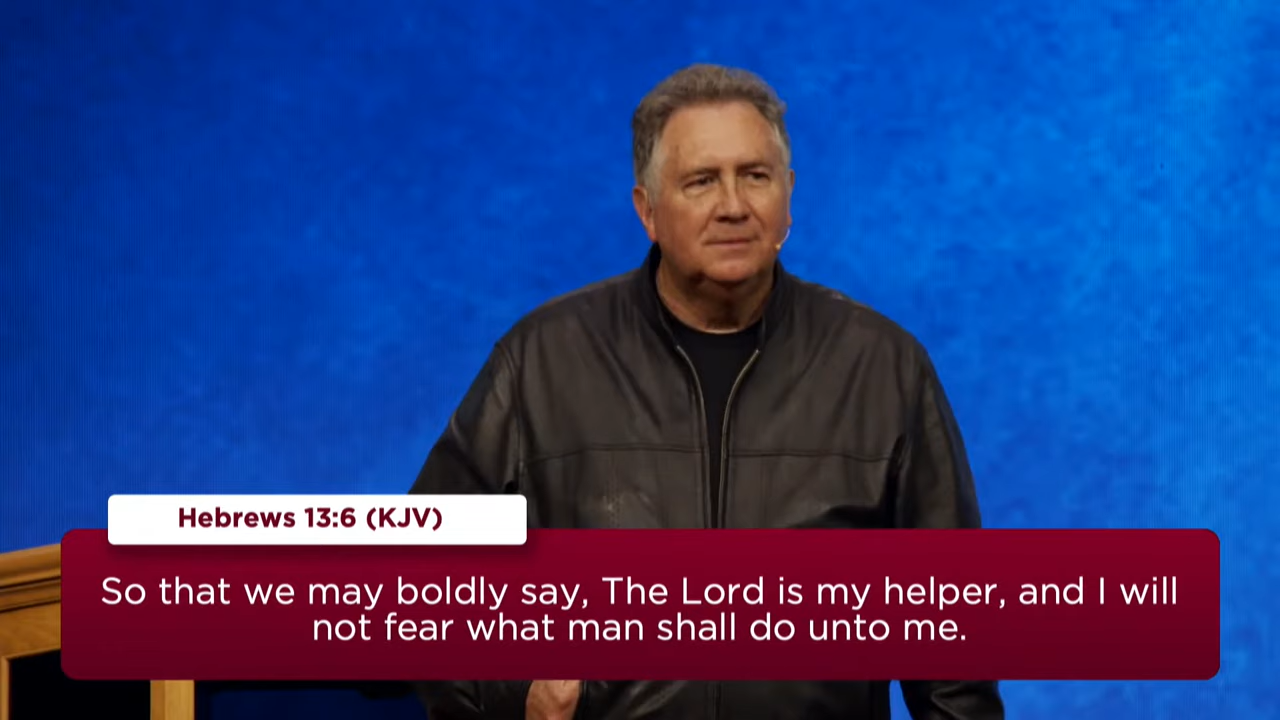 Hebrews 13:6 (KJV)
So that we may boldly say, The Lord is my helper, and I will
not fear what man shall do unto me.